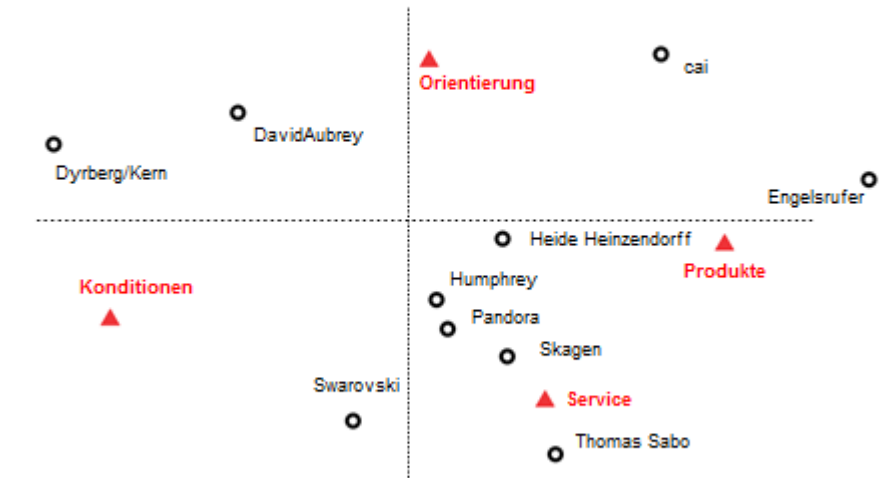 cai
Orientierung
DavidAubrey
Dyrberg/Kern
Engelsrufer
Heide Heinzendorff
Produkte
Humphrey
Konditionen
Pandora
Skagen
Swarovski
Service
Thomas Sabo